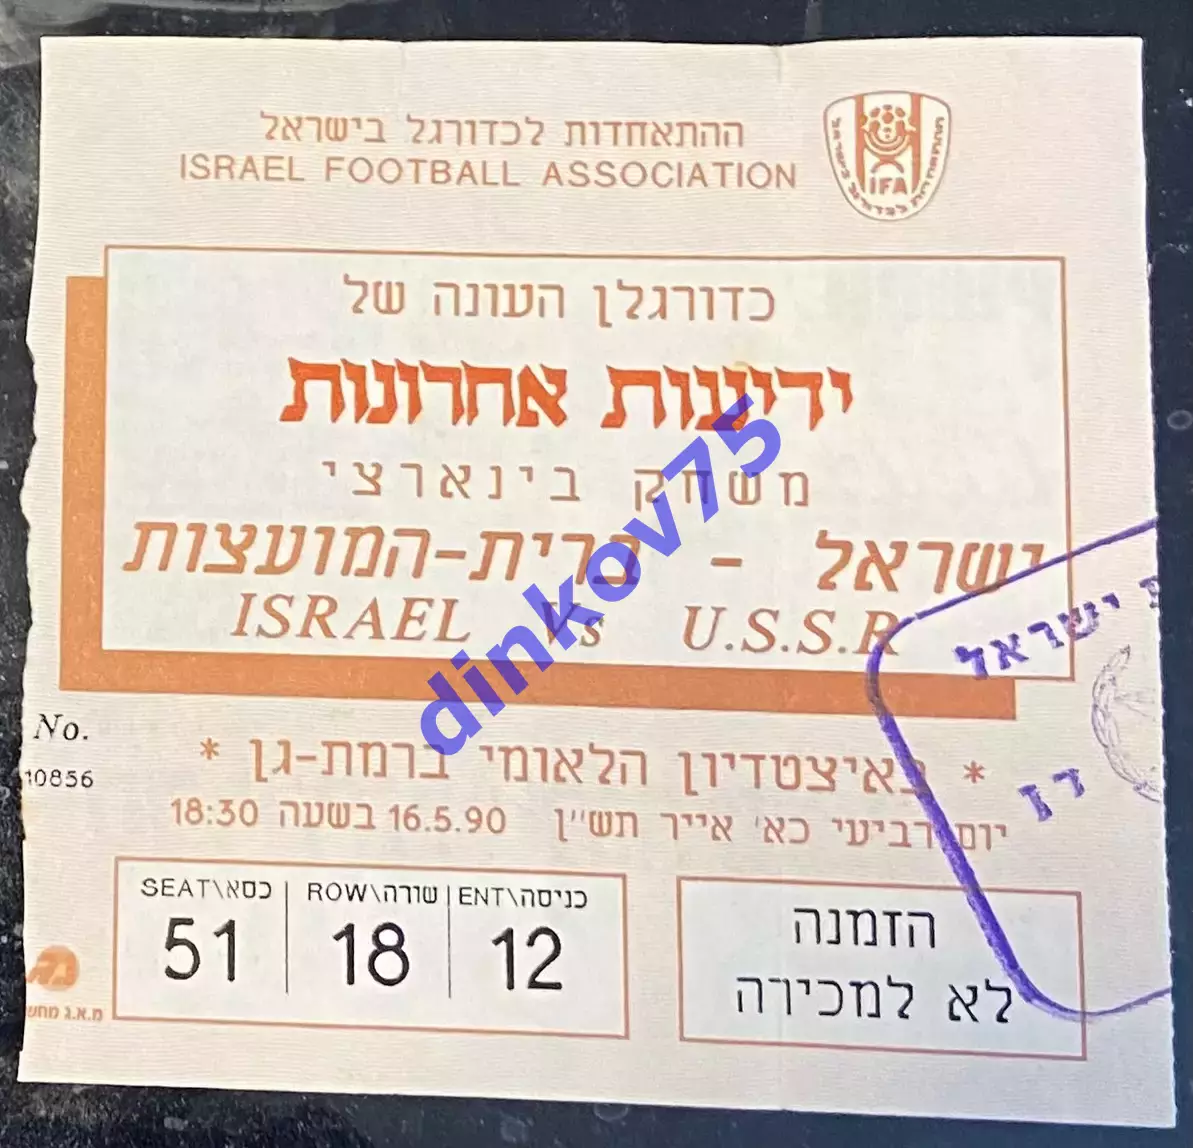 ההתאחדות לכדורגל בישראל
ISRAEL FOOTBALL ASSOCIATION
IFA
כדורגלן העונה של
ידיעות אחרונות
משחק בינארצי
ישראל - ברית-המועצות
ISRAEL Vs U.S.S.R
dinkov75
ישראל
No.
10856
* באיצטדיון הלאומי ברמת-גן *
יום רביעי כא' אייר תש"ן 16.5.90 בשעה 18:30
כניסה\ENT שורה\ROW כסא\SEAT
12 18 51
הזמנה
לא למכירה
מ.א.ג מחש